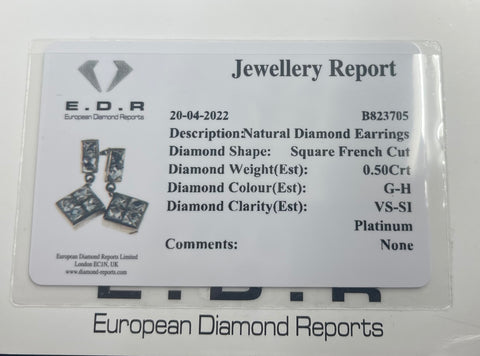 E.D.R
European Diamond Reports
Jewellery Report
20-04-2022 B823705
Description:Natural Diamond Earrings
Diamond Shape: Square French Cut
Diamond Weight(Est): 0.50Crt
Diamond Colour(Est): G-H
Diamond Clarity(Est): VS-SI
Platinum
Comments: None
European Diamond Reports Limited
London EC1N, UK
www.diamond-reports.com
E.D.R
European Diamond Reports